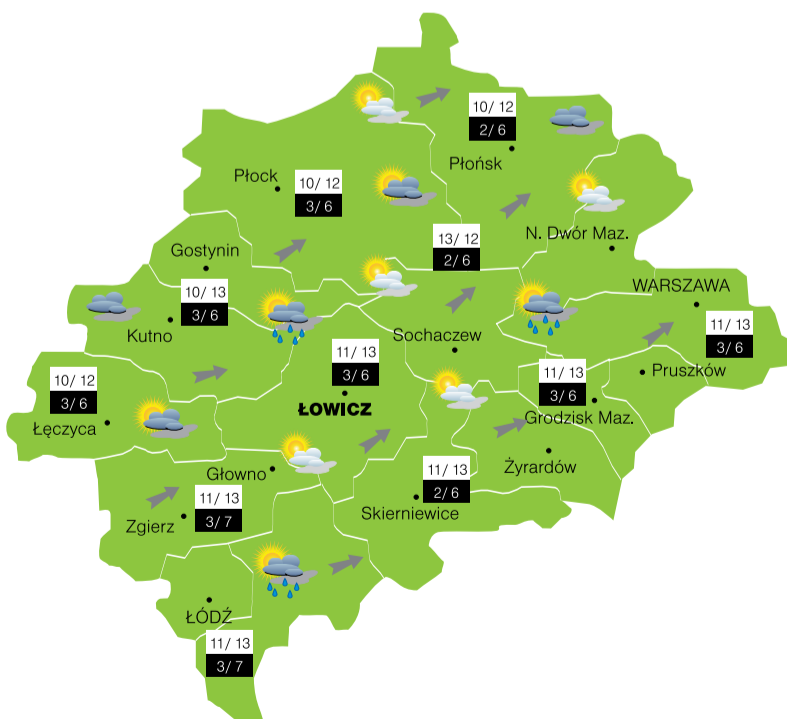 10/ 12
2/ 6
Płońsk
Płock
10/ 12
3/ 6
N. Dwór Maz.
13/ 12
2/ 6
Gostynin
10/ 13
3/ 6
Kutno
WARSZAWA
11/ 13
3/ 6
Sochaczew
11/ 13
3/ 6
ŁOWICZ
Pruszków
11/ 13
3/ 6
Grodzisk Maz.
10/ 12
3/ 6
Łęczyca
Głowno
Żyrardów
11/ 13
2/ 6
Skierniewice
11/ 13
3/ 7
Zgierz
ŁÓDŹ
11/ 13
3/ 7